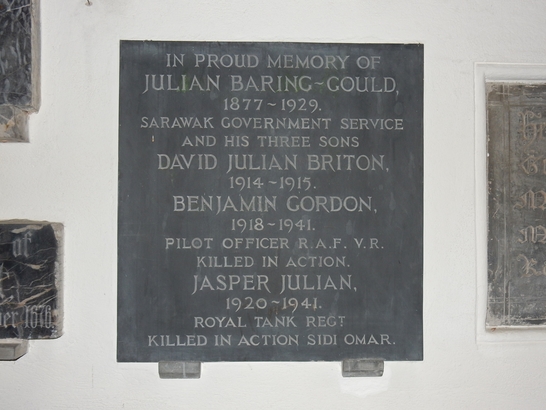 IN PROUD MEMORY OF
JULIAN BARING~GOULD,
1877~1929.
SARAWAK GOVERNMENT SERVICE
AND HIS THREE SONS
DAVID JULIAN BRITON,
1914~1915.
BENJAMIN GORDON,
1918~1941.
PILOT OFFICER R.A.F. V.R.
KILLED IN ACTION.
JASPER JULIAN,
1920~1941.
ROYAL TANK REGT
KILLED IN ACTION SIDI OMAR.